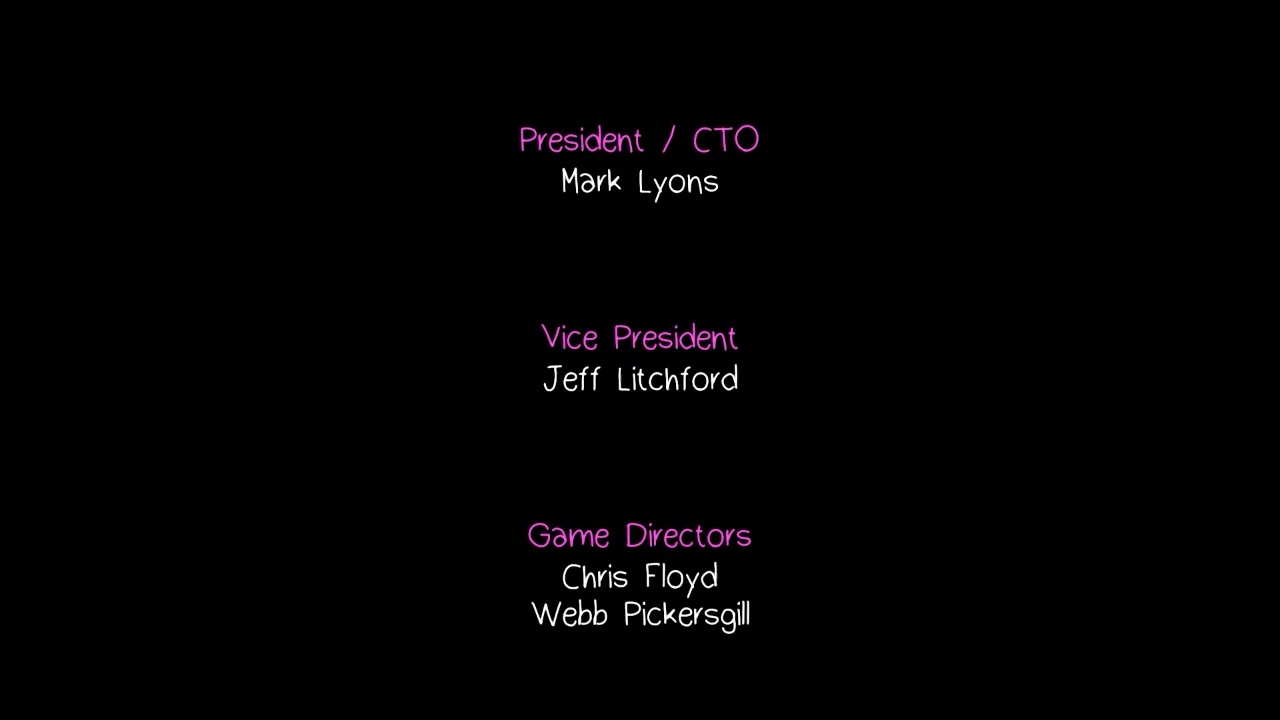 President / CTO
Mark Lyons
Vice President
Jeff Litchford
Game Directors
Chris Floyd
Webb Pickersgill